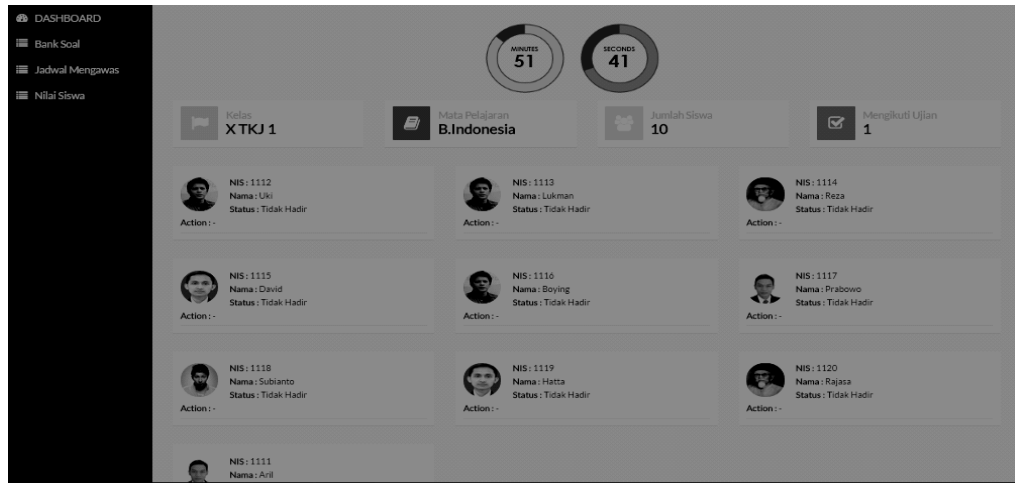 DASHBOARD
Bank Soal
Jadwal Mengawas
Nilai Siswa
MINUTES
51
SECONDS
41
Kelas
X TKJ 1
Mata Pelajaran
B.Indonesia
Jumlah Siswa
10
Mengikuti Ujian
1
NIS : 1112
Nama : Uki
Status : Tidak Hadir
Action : -
NIS : 1113
Nama : Lukman
Status : Tidak Hadir
Action : -
NIS : 1114
Nama : Reza
Status : Tidak Hadir
Action : -
NIS : 1115
Nama : David
Status : Tidak Hadir
Action : -
NIS : 1116
Nama : Boying
Status : Tidak Hadir
Action : -
NIS : 1117
Nama : Prabowo
Status : Tidak Hadir
Action : -
NIS : 1118
Nama : Subianto
Status : Tidak Hadir
Action : -
NIS : 1119
Nama : Hatta
Status : Tidak Hadir
Action : -
NIS : 1120
Nama : Rajasa
Status : Tidak Hadir
Action : -
NIS : 1111
Nama : Aril